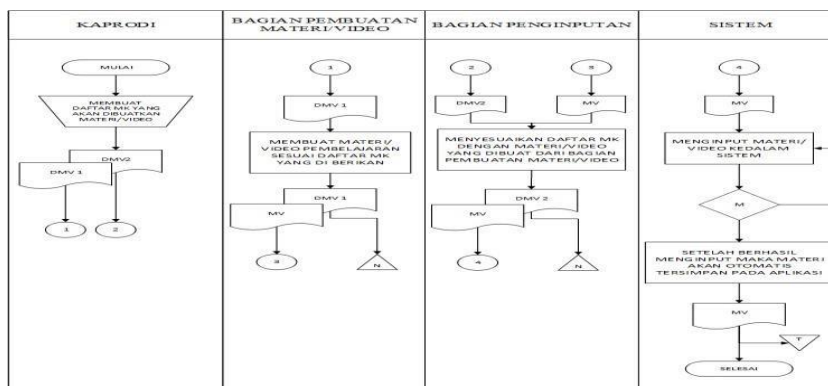 KAPRODI
BAGIAN PEMBUATAN
MATERI/VIDEO
BAGIAN PENGINPUTAN
SISTEM
MULAI
MEMBUAT
DAFTAR MK YANG
AKAN DIBUATKAN
MATERI/VIDEO
DMV2
DMV 1
1
2
1
DMV 1
MEMBUAT MATERI/
VIDEO PEMBELAJARAN
SESUAI DAFTAR MK
YANG DI BERIKAN
DMV 1
MV
3
N
2
DMV2
MV
MENYESUAIKAN DAFTAR MK
DENGAN MATERI/VIDEO
YANG DIBUAT DARI BAGIAN
PEMBUATAN MATERI/VIDEO
DMV 2
MV
4
N
4
MV
MENGINPUT MATERI/
VIDEO KEDALAM
SISTEM
M
SETELAH BERHASIL
MENGINPUT MAKA MATERI
AKAN OTOMATIS
TERSIMPAN PADA APLIKASI
MV
T
SELESAI